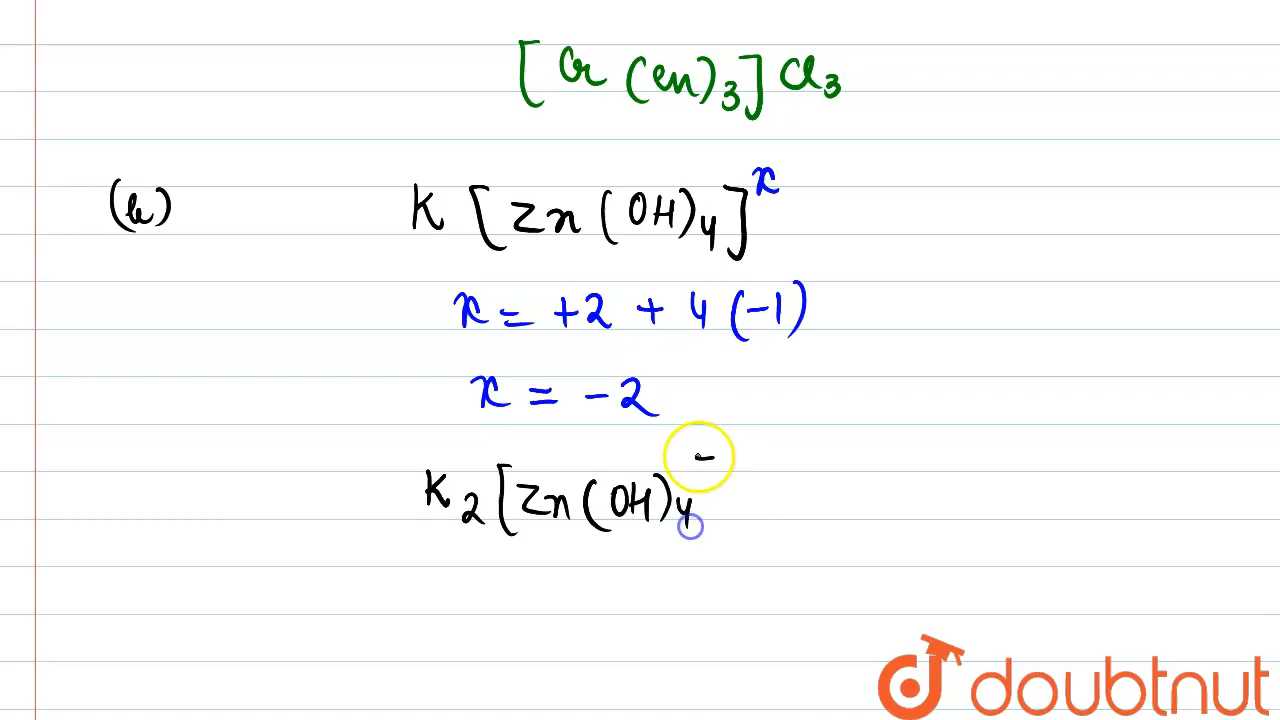 [Cr (en)₃] Cl₃
(k) K [Zn (OH)₄]ˣ
x = +2 + 4 (-1)
x = -2
K₂ [Zn (OH)₄
doubtnut